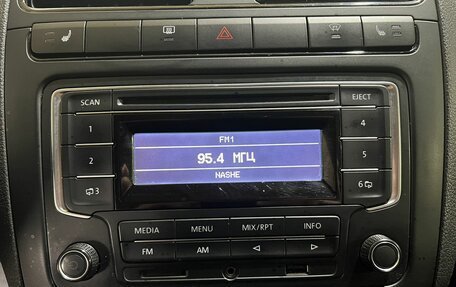 SCAN EJECT
FM1
1 4
95.4 МГЦ
2 5
NASHE
3 6
MEDIA MENU MIX/RPT INFO
FM AM